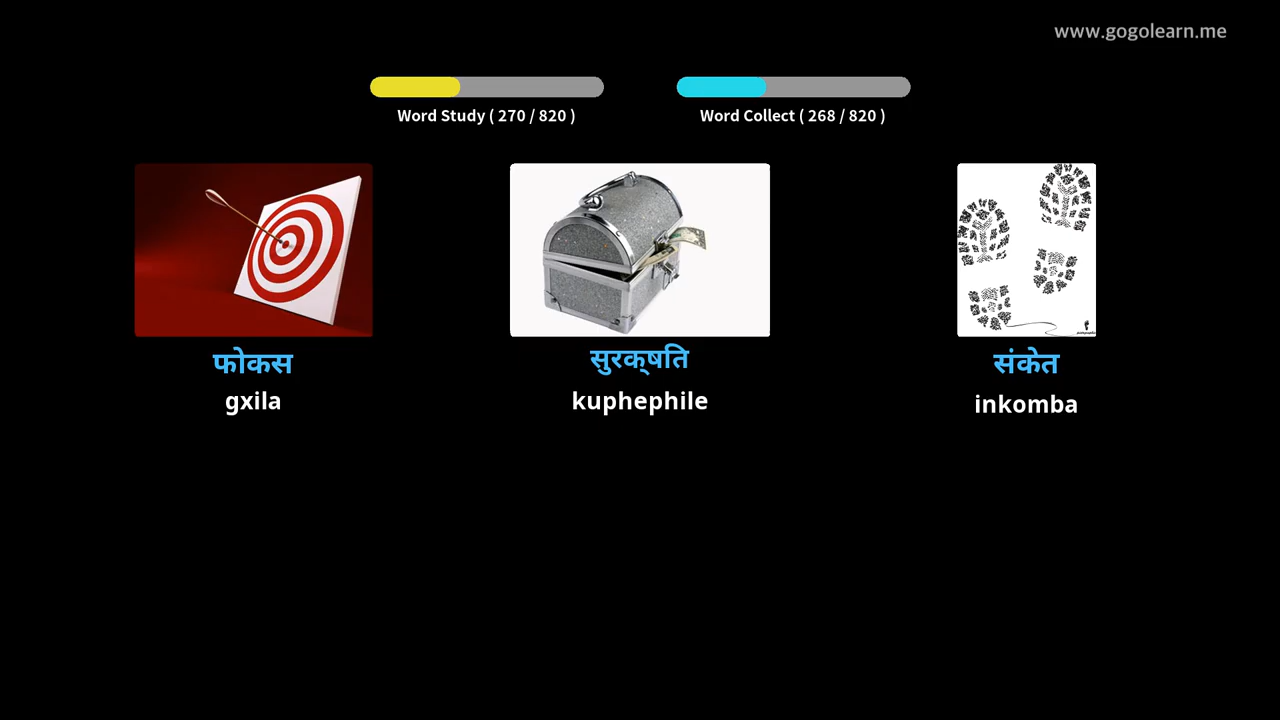 www.gogolearn.me
Word Study ( 270 / 820 )
Word Collect ( 268 / 820 )
फोकस
सुरक्षति
संकेत
gxila
kuphephile
inkomba